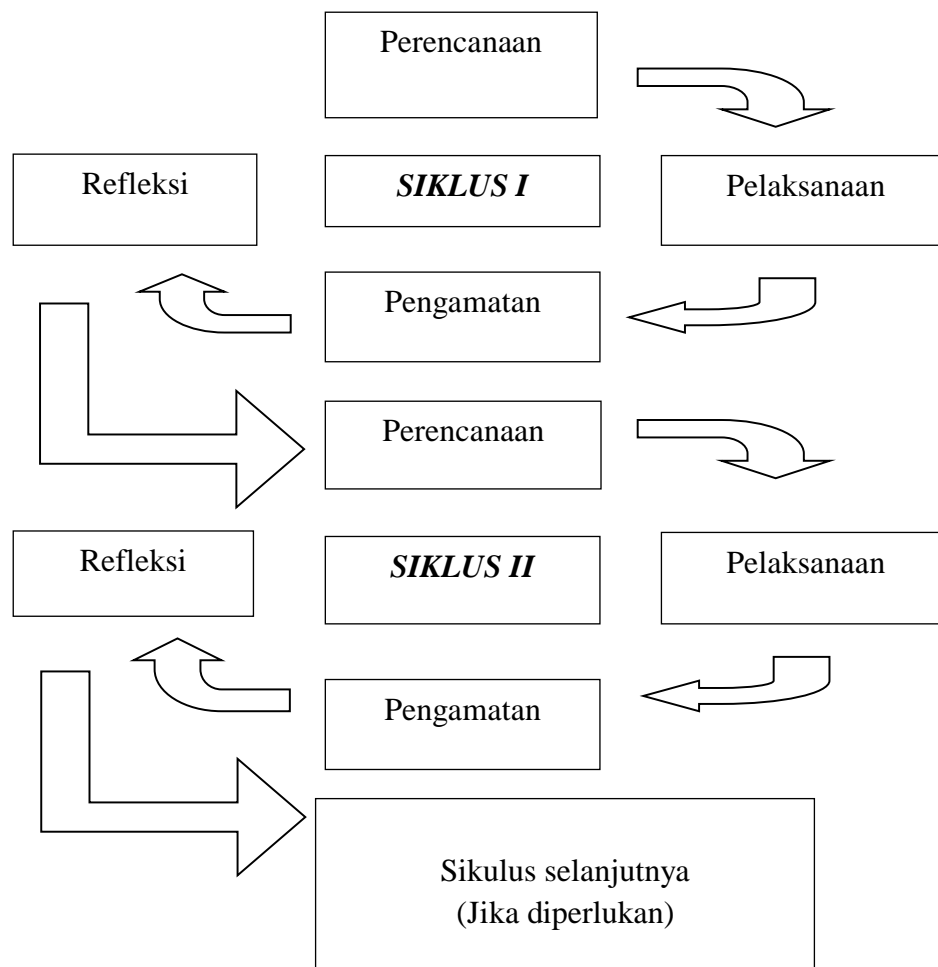 Perencanaan
Refleksi
SIKLUS I
Pelaksanaan
Pengamatan
Perencanaan
Refleksi
SIKLUS II
Pelaksanaan
Pengamatan
Sikulus selanjutnya
(Jika diperlukan)